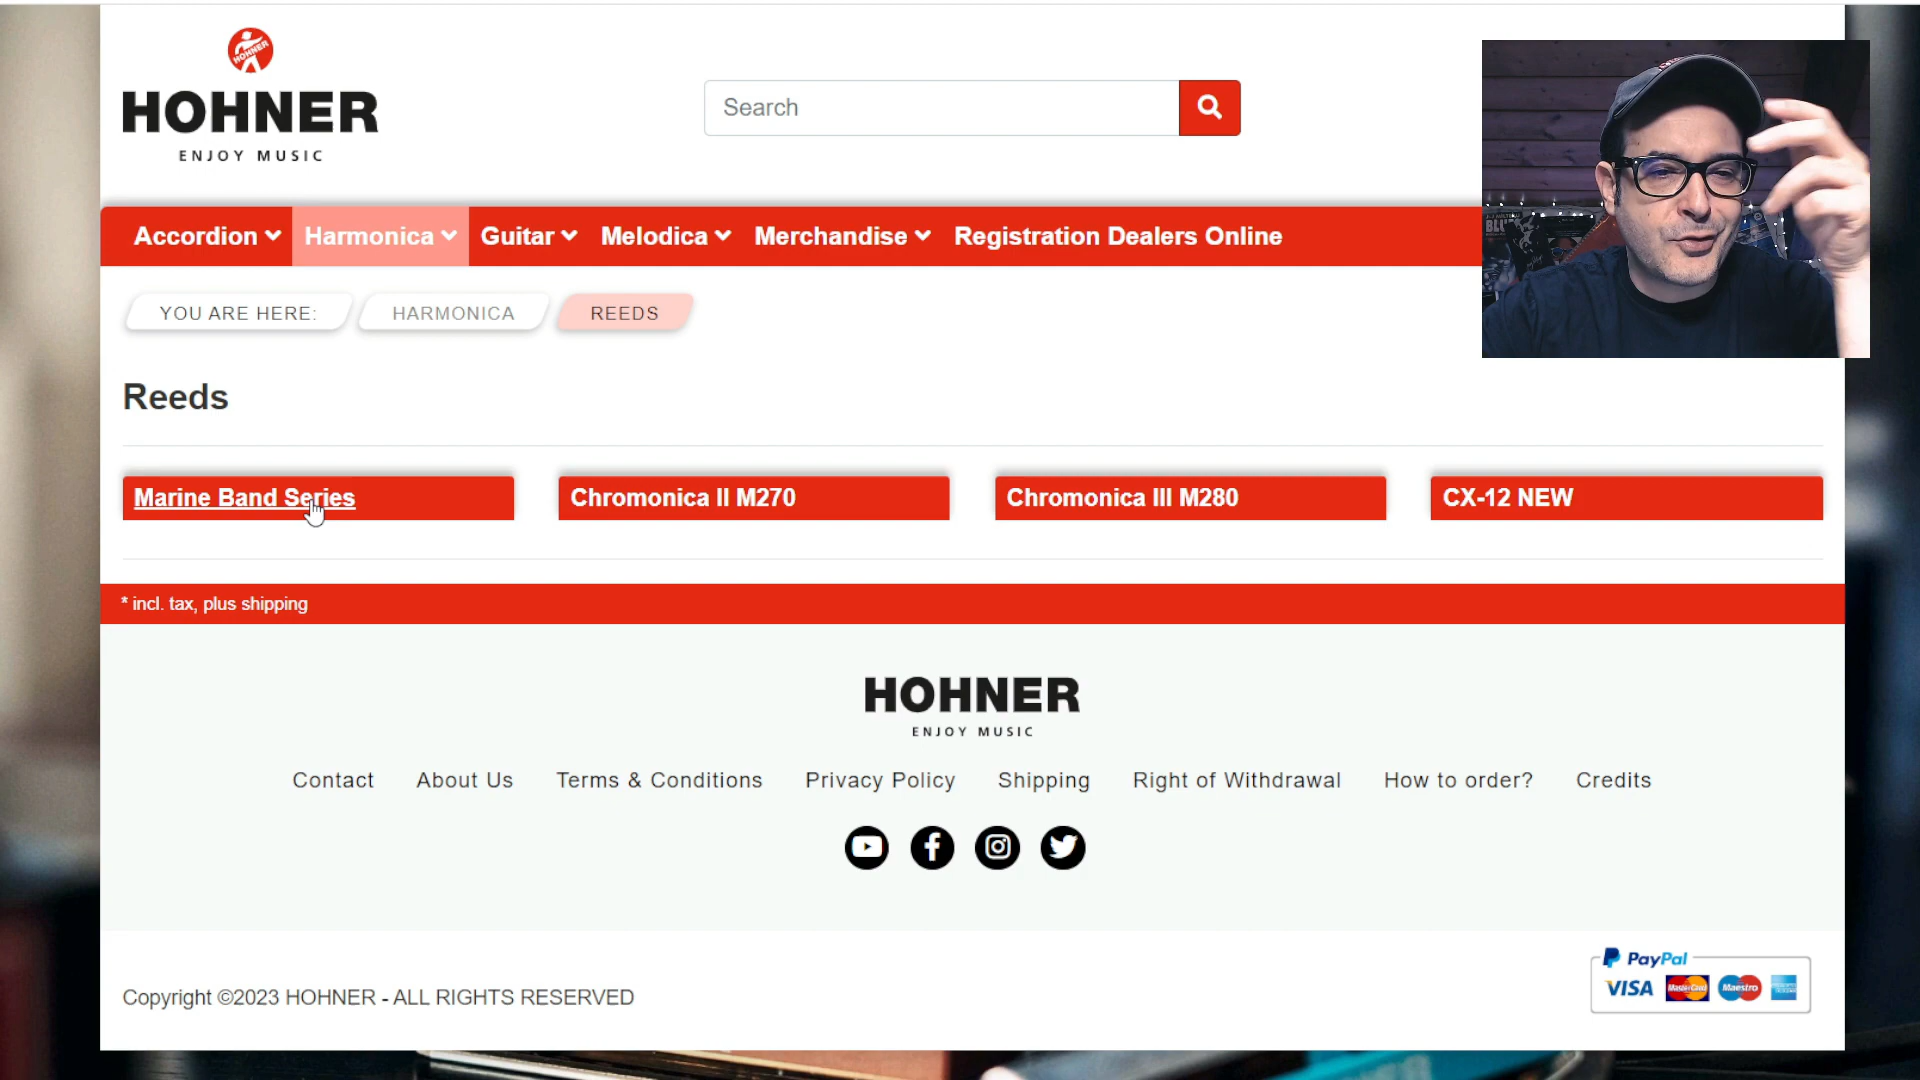 HOHNER
HOHNER
ENJOY MUSIC
Search
Accordion Harmonica Guitar Melodica Merchandise Registration Dealers Online
YOU ARE HERE: HARMONICA REEDS
Reeds
Marine Band Series Chromonica II M270 Chromonica III M280 CX-12 NEW
* incl. tax, plus shipping
HOHNER
ENJOY MUSIC
Contact About Us Terms & Conditions Privacy Policy Shipping Right of Withdrawal How to order? Credits
PayPal
VISA MasterCard Maestro
Copyright ©2023 HOHNER - ALL RIGHTS RESERVED